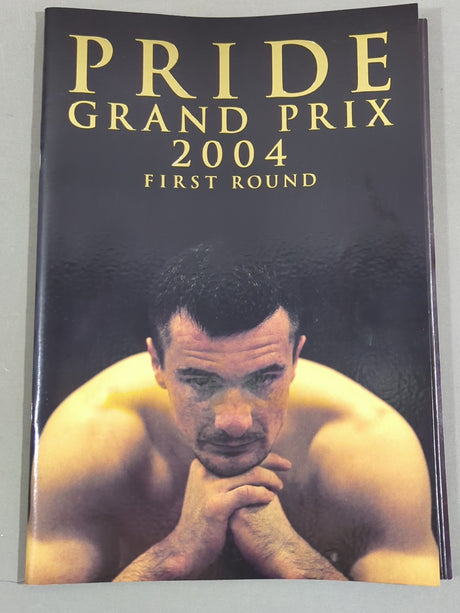 PRIDE
GRAND PRIX
2004
FIRST ROUND